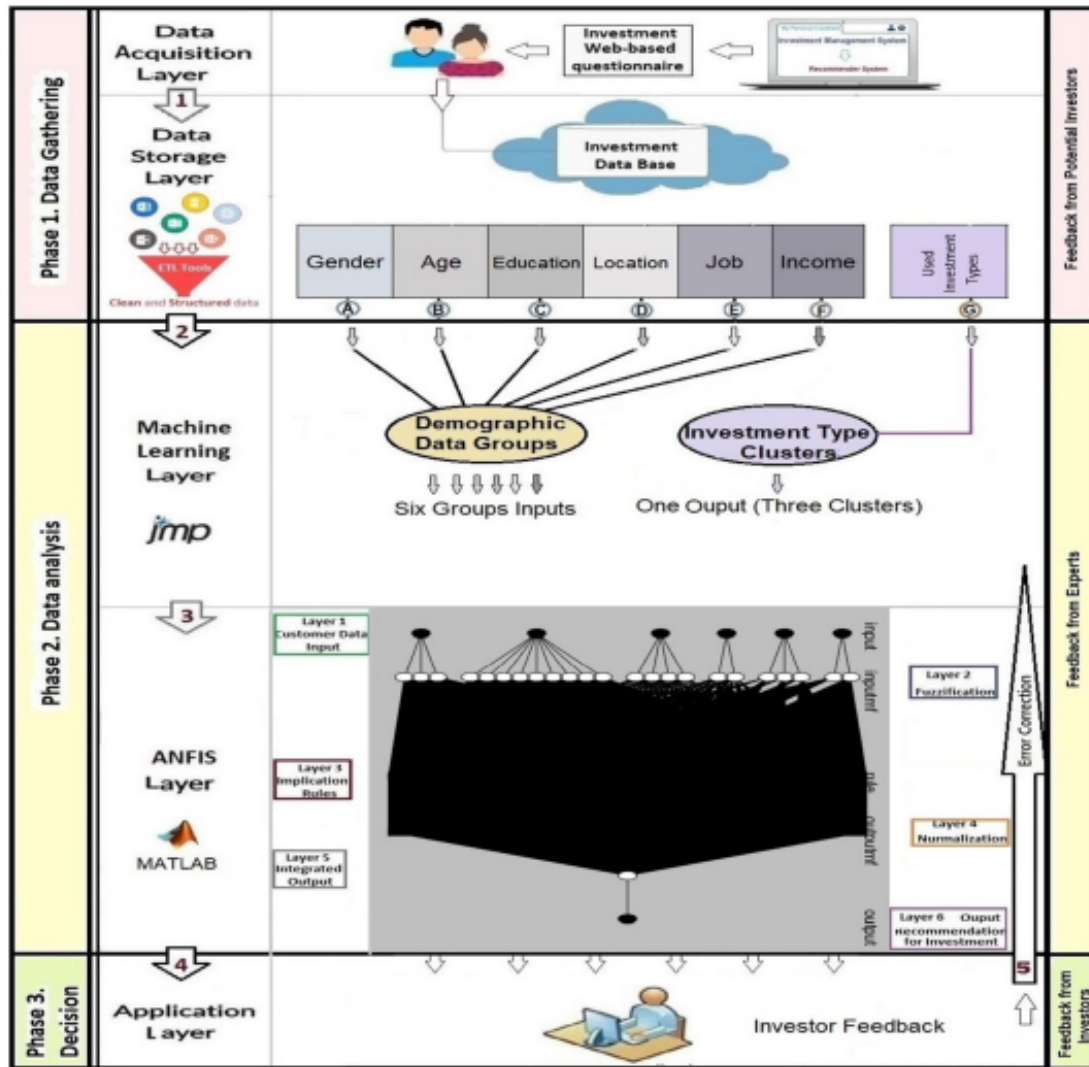 Phase 1. Data Gathering
Data
Acquisition
Layer
1
Investment
Web-based
questionnaire
Investment Management System
Recommender System
Data
Storage
Layer
ETL Tools
Clean and Structured data
Investment
Data Base
Gender
Age
Education
Location
Job
Income
Used
Investment
Types
A
B
C
D
E
F
G
Feedback from Potential Investors
2
Phase 2. Data analysis
Machine
Learning
Layer
jmp
Demographic
Data Groups
Six Groups Inputs
Investment Type
Clusters
One Ouput (Three Clusters)
Feedback from Experts
3
ANFIS
Layer
MATLAB
Layer 1
Customer Data
Input
Layer 2
Fuzzification
Layer 3
Implication
Rules
Layer 4
Nurmalization
Layer 5
Integrated
Output
Layer 6 Ouput
Recommendation
for Investment
input
inputmf
rule
outputmf
output
Error Correction
5
4
Phase 3.
Decision
Application
Layer
Investor Feedback
Feedback from
Investors